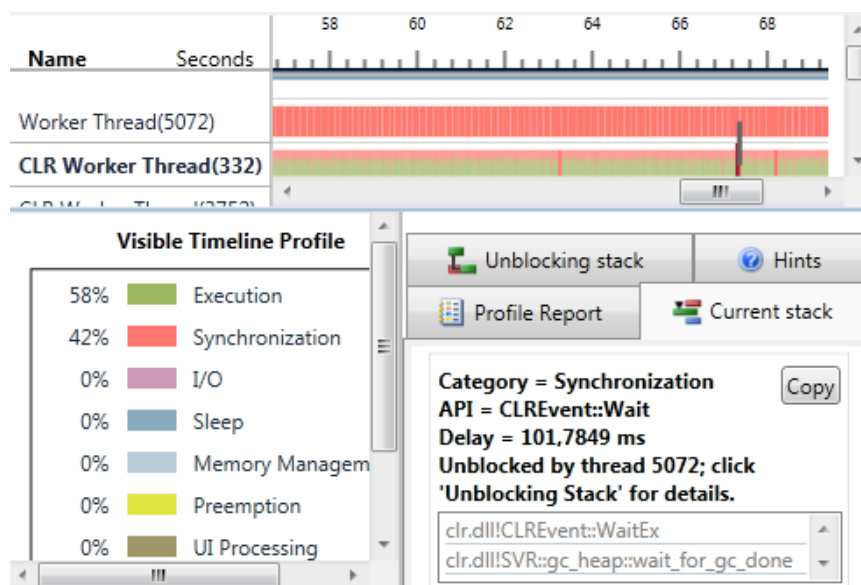 58 60 62 64 66 68
Name Seconds
Worker Thread(5072)
CLR Worker Thread(332)
Visible Timeline Profile
58% Execution
42% Synchronization
0% I/O
0% Sleep
0% Memory Managem
0% Preemption
0% UI Processing
Unblocking stack
Hints
Profile Report
Current stack
Category = Synchronization
Copy
API = CLREvent::Wait
Delay = 101,7849 ms
Unblocked by thread 5072; click
'Unblocking Stack' for details.
clr.dll!CLREvent::WaitEx
clr.dll!SVR::gc_heap::wait_for_gc_done